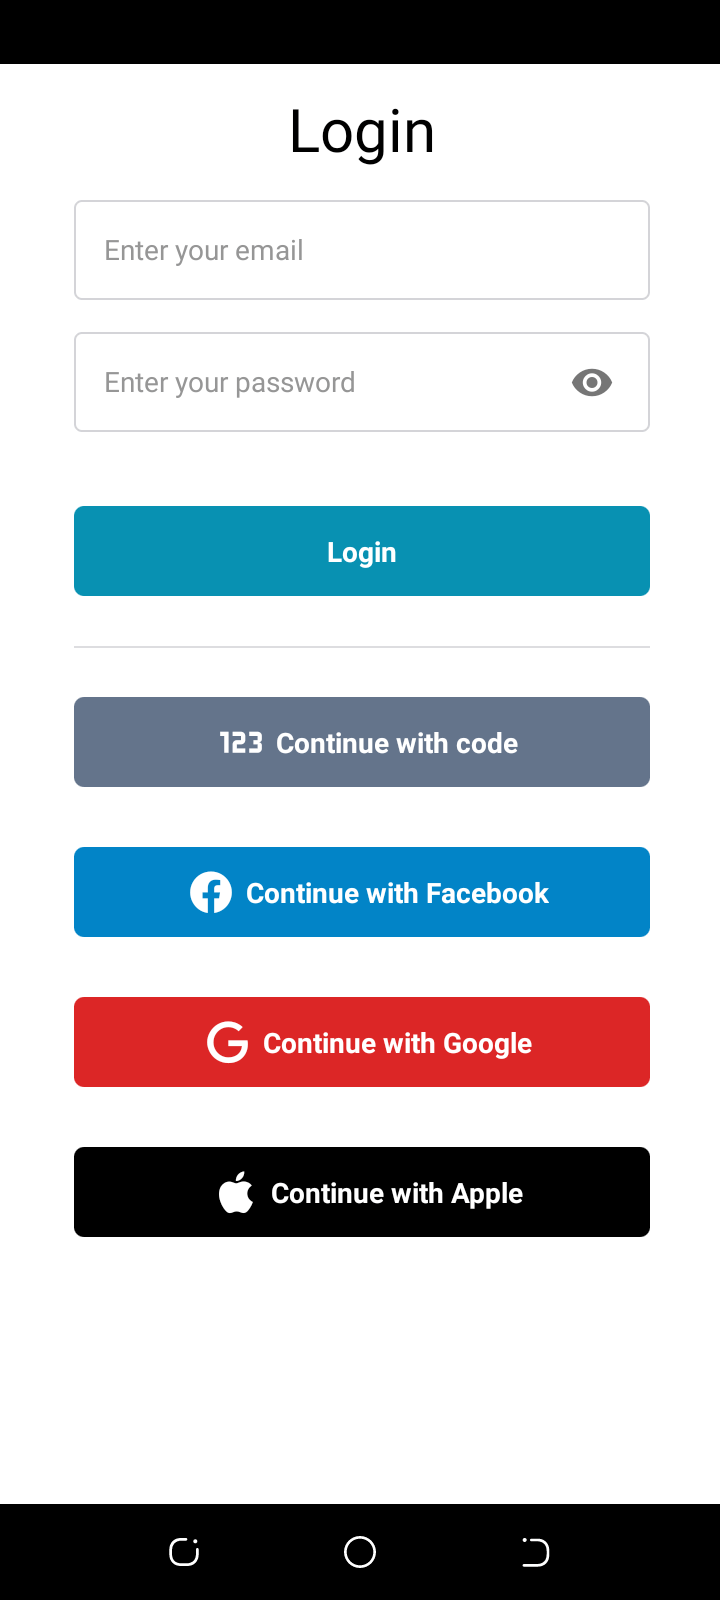 Login
Enter your email
Enter your password
Login
123 Continue with code
Continue with Facebook
Continue with Google
Continue with Apple